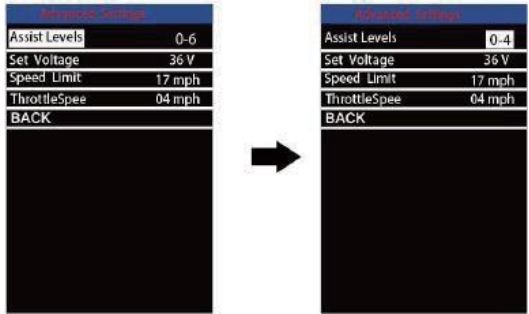 Advanced Settings
Assist Levels 0-6
Set Voltage 36 V
Speed Limit 17 mph
ThrottleSpee 04 mph
BACK
Advanced Settings
Assist Levels 0-4
Set Voltage 36 V
Speed Limit 17 mph
ThrottleSpee 04 mph
BACK